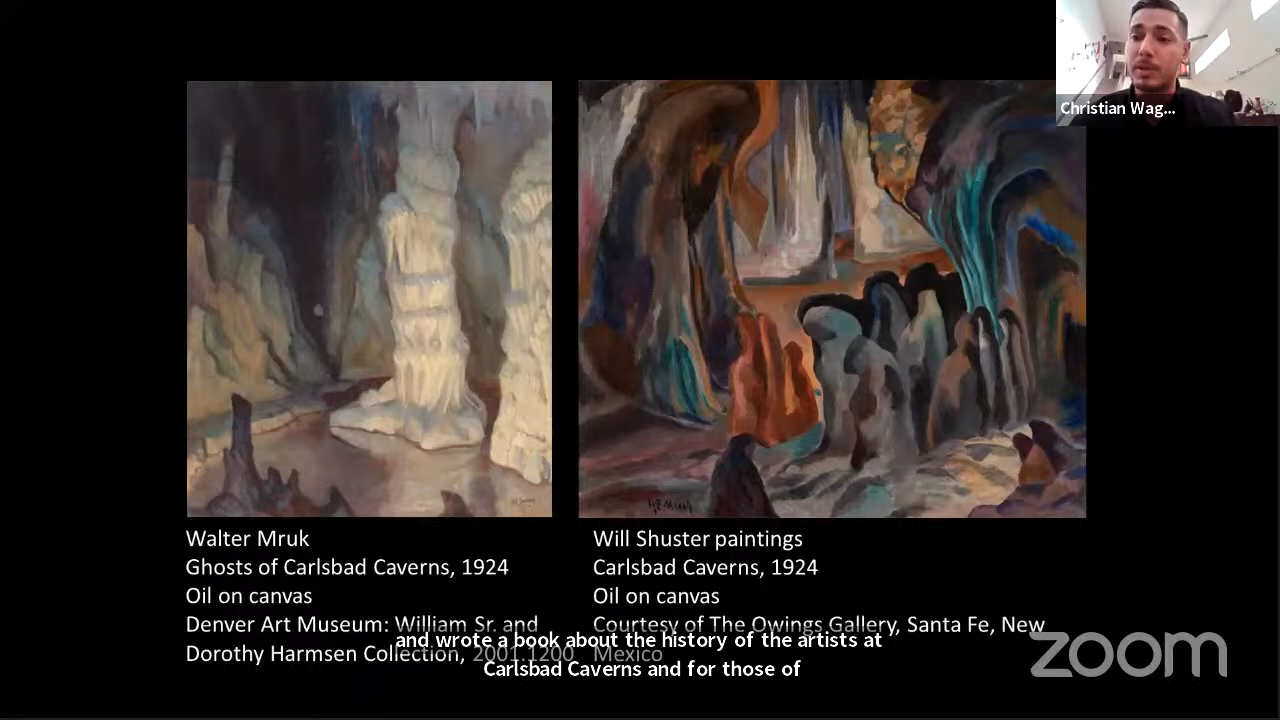 Christian Wag...
Walter Mruk
Ghosts of Carlsbad Caverns, 1924
Oil on canvas
Denver Art Museum: William Sr. and
Dorothy Harmsen Collection, 2001.1200
Will Shuster paintings
Carlsbad Caverns, 1924
Oil on canvas
Courtesy of The Owings Gallery, Santa Fe, New
Mexico
and wrote a book about the history of the artists at
Carlsbad Caverns and for those of
zoom